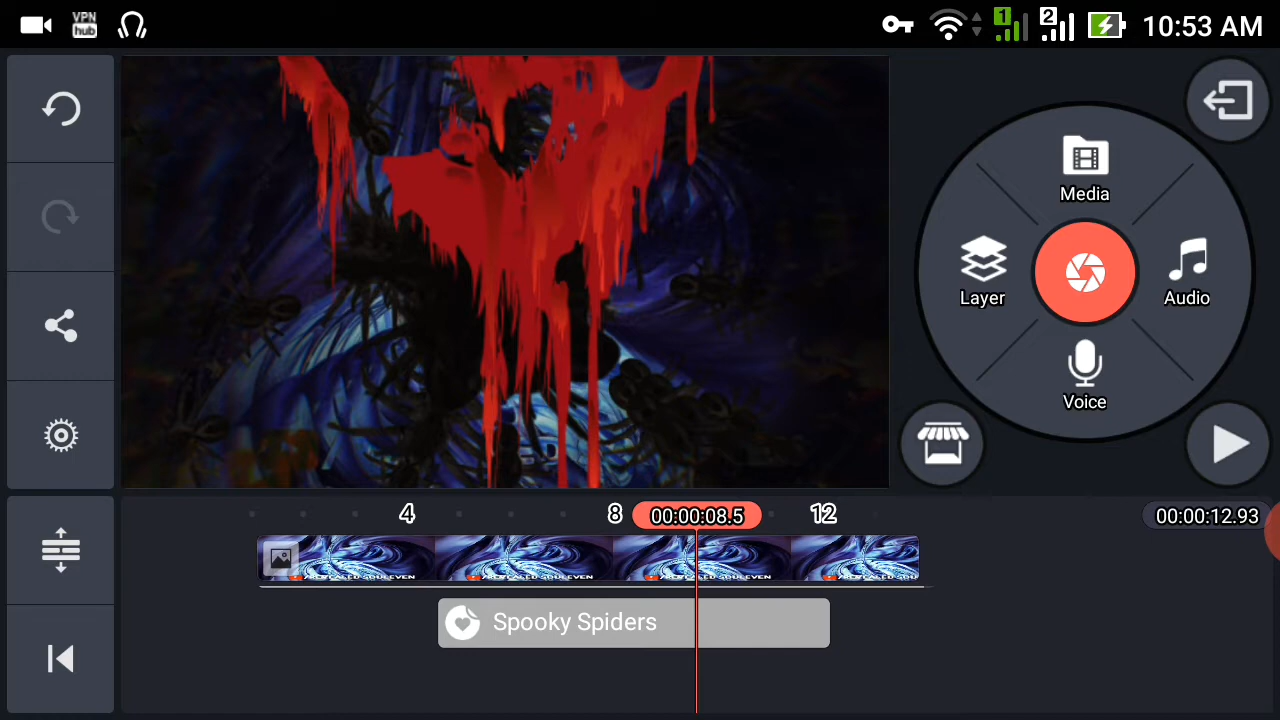 VPN
hub
1
2
10:53 AM
Media
Layer
Audio
Voice
4
8
00:00:08.5
12
00:00:12.93
Spooky Spiders